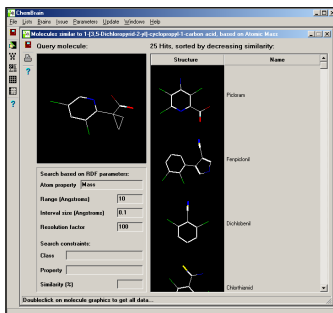 ChemBrain
File Lists Brains Issue Parameters Update Windows Help
Molecules similar to 1-[3,5-Dichloropyrid-2-yl]-cyclopropyl-1-carbon acid, based on Atomic Mass
Query molecule:
25 Hits, sorted by decreasing similarity:
Structure
Name
Picloram
Fenpiclonil
Dichlobenil
Chlorthiamid
Search based on RDF parameters:
Atom property Mass
Range (Angstroms) 10
Interval size (Angstroms) 0.1
Resolution factor 100
Search constraints:
Class
Property
Similarity (%)
Doubleclick on molecule graphics to get all data...